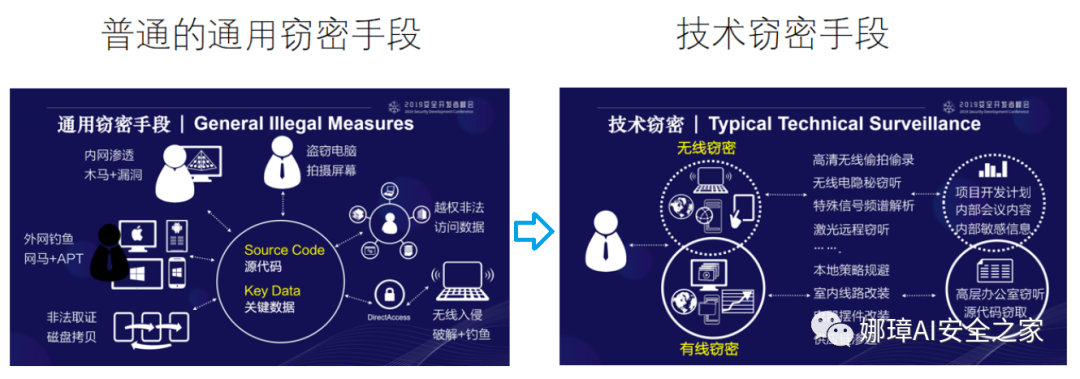 普通的通用窃密手段
技术窃密手段
2019安全开发者峰会
2019 Security Development Conference
通用窃密手段 | General Illegal Measures
内网渗透
木马+漏洞
盗窃电脑
拍摄屏幕
越权非法
访问数据
外网钓鱼
网马+APT
Source Code
源代码
Key Data
关键数据
非法取证
磁盘拷贝
DirectAccess
无线入侵
破解+钓鱼
2019安全开发者峰会
2019 Security Development Conference
技术窃密 | Typical Technical Surveillance
无线窃密
高清无线偷拍偷录
无线电隐秘窃听
特殊信号频谱解析
激光远程窃听
... ...
项目开发计划
内部会议内容
内部敏感信息
本地策略规避
室内线路改装
摆件改装
高层办公室窃听
源代码窃取
有线窃密
娜璋AI安全之家